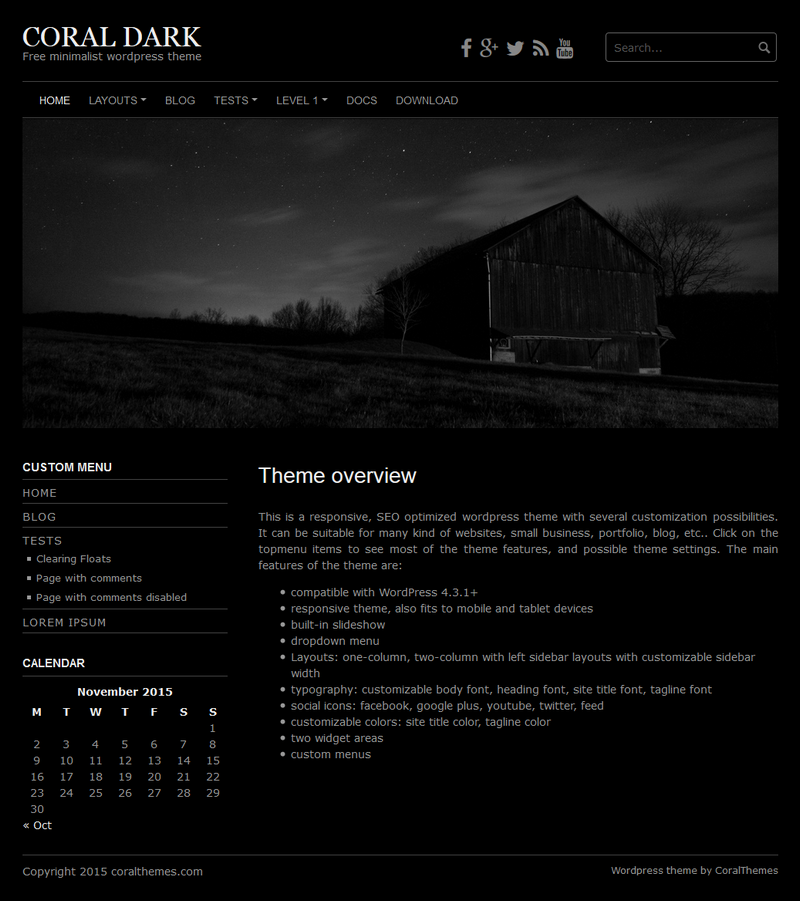 CORAL DARK
Free minimalist wordpress theme
You
Tube
Search...
HOME LAYOUTS BLOG TESTS LEVEL 1 DOCS DOWNLOAD
CUSTOM MENU
HOME
BLOG
TESTS
Clearing Floats
Page with comments
Page with comments disabled
LOREM IPSUM
CALENDAR
November 2015
M T W T F S S
1
2 3 4 5 6 7 8
9 10 11 12 13 14 15
16 17 18 19 20 21 22
23 24 25 26 27 28 29
30
« Oct
Theme overview
This is a responsive, SEO optimized wordpress theme with several customization possibilities.
It can be suitable for many kind of websites, small business, portfolio, blog, etc.. Click on the
topmenu items to see most of the theme features, and possible theme settings. The main
features of the theme are:
compatible with WordPress 4.3.1+
responsive theme, also fits to mobile and tablet devices
built-in slideshow
dropdown menu
Layouts: one-column, two-column with left sidebar layouts with customizable sidebar
width
typography: customizable body font, heading font, site title font, tagline font
social icons: facebook, google plus, youtube, twitter, feed
customizable colors: site title color, tagline color
two widget areas
custom menus
Copyright 2015 coralthemes.com
Wordpress theme by CoralThemes